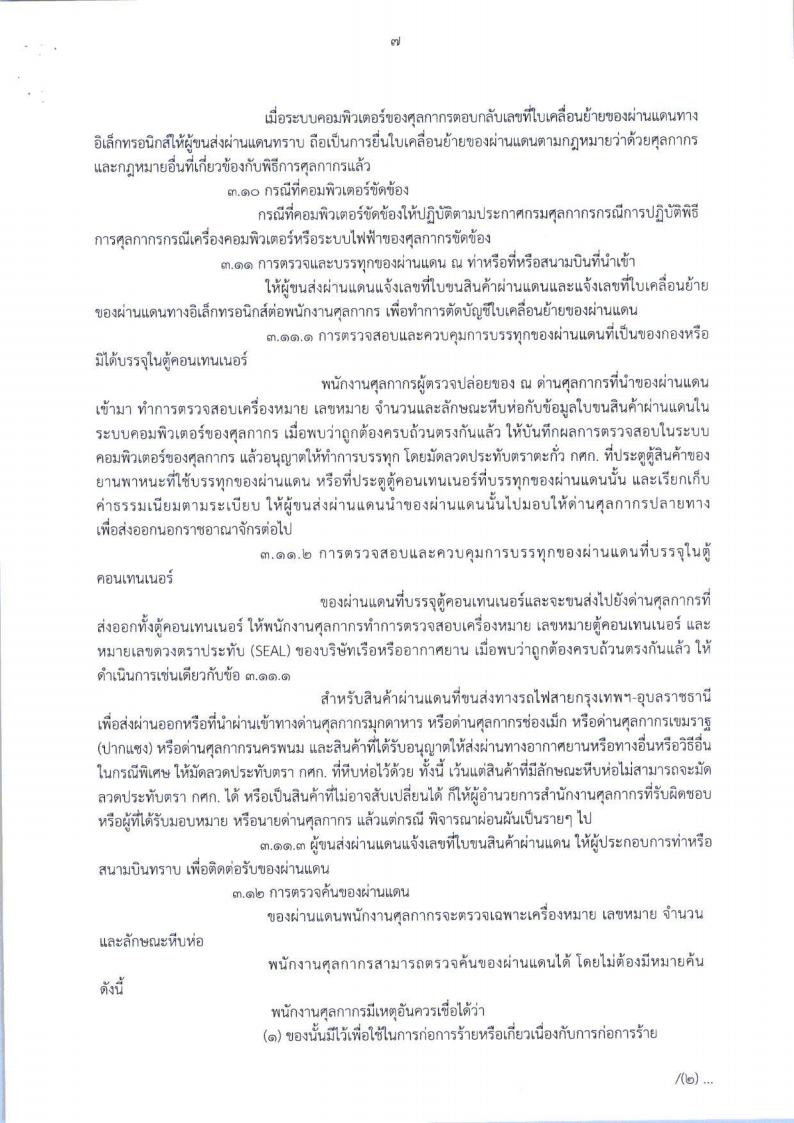 ๗
เมื่อระบบคอมพิวเตอร์ของศุลกากรตอบกลับเลขที่ใบเคลื่อนย้ายของผ่านแดนทาง
อิเล็กทรอนิกส์ให้ผู้ขนส่งผ่านแดนทราบ ถือเป็นการยื่นใบเคลื่อนย้ายของผ่านแดนตามกฎหมายว่าด้วยศุลกากร
และกฎหมายอื่นที่เกี่ยวข้องกับพิธีการศุลกากรแล้ว
๓.๑๐ กรณีที่คอมพิวเตอร์ขัดข้อง
กรณีที่คอมพิวเตอร์ขัดข้องให้ปฏิบัติตามประกาศกรมศุลกากรกรณีการปฏิบัติพิธี
การศุลกากรกรณีเครื่องคอมพิวเตอร์หรือระบบไฟฟ้าของศุลกากรขัดข้อง
๓.๑๑ การตรวจและบรรทุกของผ่านแดน ณ ท่าหรือที่หรือสนามบินที่นำเข้า
ให้ผู้ขนส่งผ่านแดนแจ้งเลขที่ใบขนสินค้าผ่านแดนและแจ้งเลขที่ใบเคลื่อนย้าย
ของผ่านแดนทางอิเล็กทรอนิกส์ต่อพนักงานศุลกากร เพื่อทำการตัดบัญชีใบเคลื่อนย้ายของผ่านแดน
๓.๑๑.๑ การตรวจสอบและควบคุมการบรรทุกของผ่านแดนที่เป็นของกองหรือ
มิได้บรรจุในตู้คอนเทนเนอร์
พนักงานศุลกากรผู้ตรวจปล่อยของ ณ ด่านศุลกากรที่นำของผ่านแดน
เข้ามา ทำการตรวจสอบเครื่องหมาย เลขหมาย จำนวนและลักษณะหีบห่อกับข้อมูลใบขนสินค้าผ่านแดนใน
ระบบคอมพิวเตอร์ของศุลกากร เมื่อพบว่าถูกต้องครบถ้วนตรงกันแล้ว ให้บันทึกผลการตรวจสอบในระบบ
คอมพิวเตอร์ของศุลกากร แล้วอนุญาตให้ทำการบรรทุก โดยมัดลวดประทับตราตะกั่ว กศก. ที่ประตูตู้สินค้าของ
ยานพาหนะที่ใช้บรรทุกของผ่านแดน หรือที่ประตูตู้คอนเทนเนอร์ที่บรรทุกของผ่านแดนนั้น และเรียกเก็บ
ค่าธรรมเนียมตามระเบียบ ให้ผู้ขนส่งผ่านแดนนำของผ่านแดนนั้นไปมอบให้ด่านศุลกากรปลายทาง
เพื่อส่งออกนอกราชอาณาจักรต่อไป
๓.๑๑.๒ การตรวจสอบและควบคุมการบรรทุกของผ่านแดนที่บรรจุในตู้
คอนเทนเนอร์
ของผ่านแดนที่บรรจุตู้คอนเทนเนอร์และจะขนส่งไปยังด่านศุลกากรที่
ส่งออกทั้งตู้คอนเทนเนอร์ ให้พนักงานศุลกากรทำการตรวจสอบเครื่องหมาย เลขหมายตู้คอนเทนเนอร์ และ
หมายเลขดวงตราประทับ (SEAL) ของบริษัทเรือหรืออากาศยาน เมื่อพบว่าถูกต้องครบถ้วนตรงกันแล้ว ให้
ดำเนินการเช่นเดียวกับข้อ ๓.๑๑.๑
สำหรับสินค้าผ่านแดนที่ขนส่งทางรถไฟสายกรุงเทพฯ-อุบลราชธานี
เพื่อส่งผ่านออกหรือที่นำผ่านเข้าทางด่านศุลกากรมุกดาหาร หรือด่านศุลกากรช่องเม็ก หรือด่านศุลกากรเขมราฐ
(ปากแซง) หรือด่านศุลกากรนครพนม และสินค้าที่ได้รับอนุญาตให้ส่งผ่านทางอากาศยานหรือทางอื่นหรือวิธีอื่น
ในกรณีพิเศษ ให้มัดลวดประทับตรา กศก. ที่หีบห่อไว้ด้วย ทั้งนี้ เว้นแต่สินค้าที่มีลักษณะหีบห่อไม่สามารถจะมัด
ลวดประทับตรา กศก. ได้ หรือเป็นสินค้าที่ไม่อาจสับเปลี่ยนได้ ก็ให้ผู้อำนวยการสำนักงานศุลกากรที่รับผิดชอบ
หรือผู้ที่ได้รับมอบหมาย หรือนายด่านศุลกากร แล้วแต่กรณี พิจารณาผ่อนผันเป็นรายๆ ไป
๓.๑๑.๓ ผู้ขนส่งผ่านแดนแจ้งเลขที่ใบขนสินค้าผ่านแดน ให้ผู้ประกอบการท่าหรือ
สนามบินทราบ เพื่อติดต่อรับของผ่านแดน
๓.๑๒ การตรวจค้นของผ่านแดน
ของผ่านแดนพนักงานศุลกากรจะตรวจเฉพาะเครื่องหมาย เลขหมาย จำนวน
และลักษณะหีบห่อ
พนักงานศุลกากรสามารถตรวจค้นของผ่านแดนได้ โดยไม่ต้องมีหมายค้น
ดังนี้
พนักงานศุลกากรมีเหตุอันควรเชื่อได้ว่า
(๑) ของนั้นมีไว้เพื่อใช้ในการก่อการร้ายหรือเกี่ยวเนื่องกับการก่อการร้าย
/(๒) ...